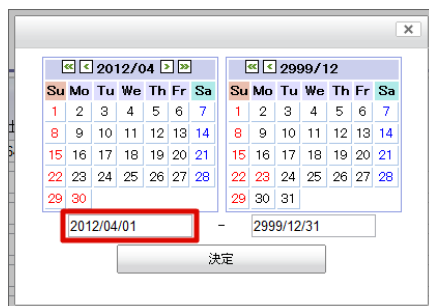 2012/04
Su Mo Tu We Th Fr Sa
1 2 3 4 5 6 7
8 9 10 11 12 13 14
15 16 17 18 19 20 21
22 23 24 25 26 27 28
29 30
2999/12
Su Mo Tu We Th Fr Sa
1 2 3 4 5 6 7
8 9 10 11 12 13 14
15 16 17 18 19 20 21
22 23 24 25 26 27 28
29 30 31
2012/04/01 - 2999/12/31
決定